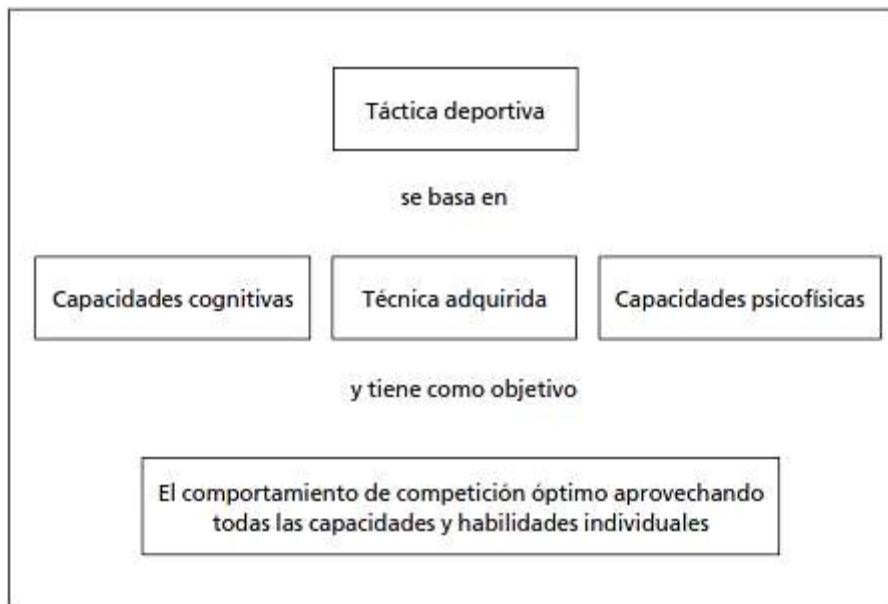 Táctica deportiva
se basa en
Capacidades cognitivas
Técnica adquirida
Capacidades psicofísicas
y tiene como objetivo
El comportamiento de competición óptimo aprovechando
todas las capacidades y habilidades individuales